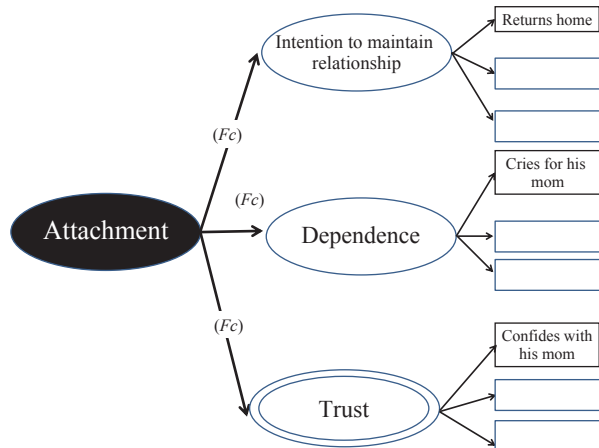 Returns home
Intention to maintain
relationship
(Fc)
Cries for his
mom
(Fc)
Attachment
Dependence
(Fc)
Confides with
his mom
Trust